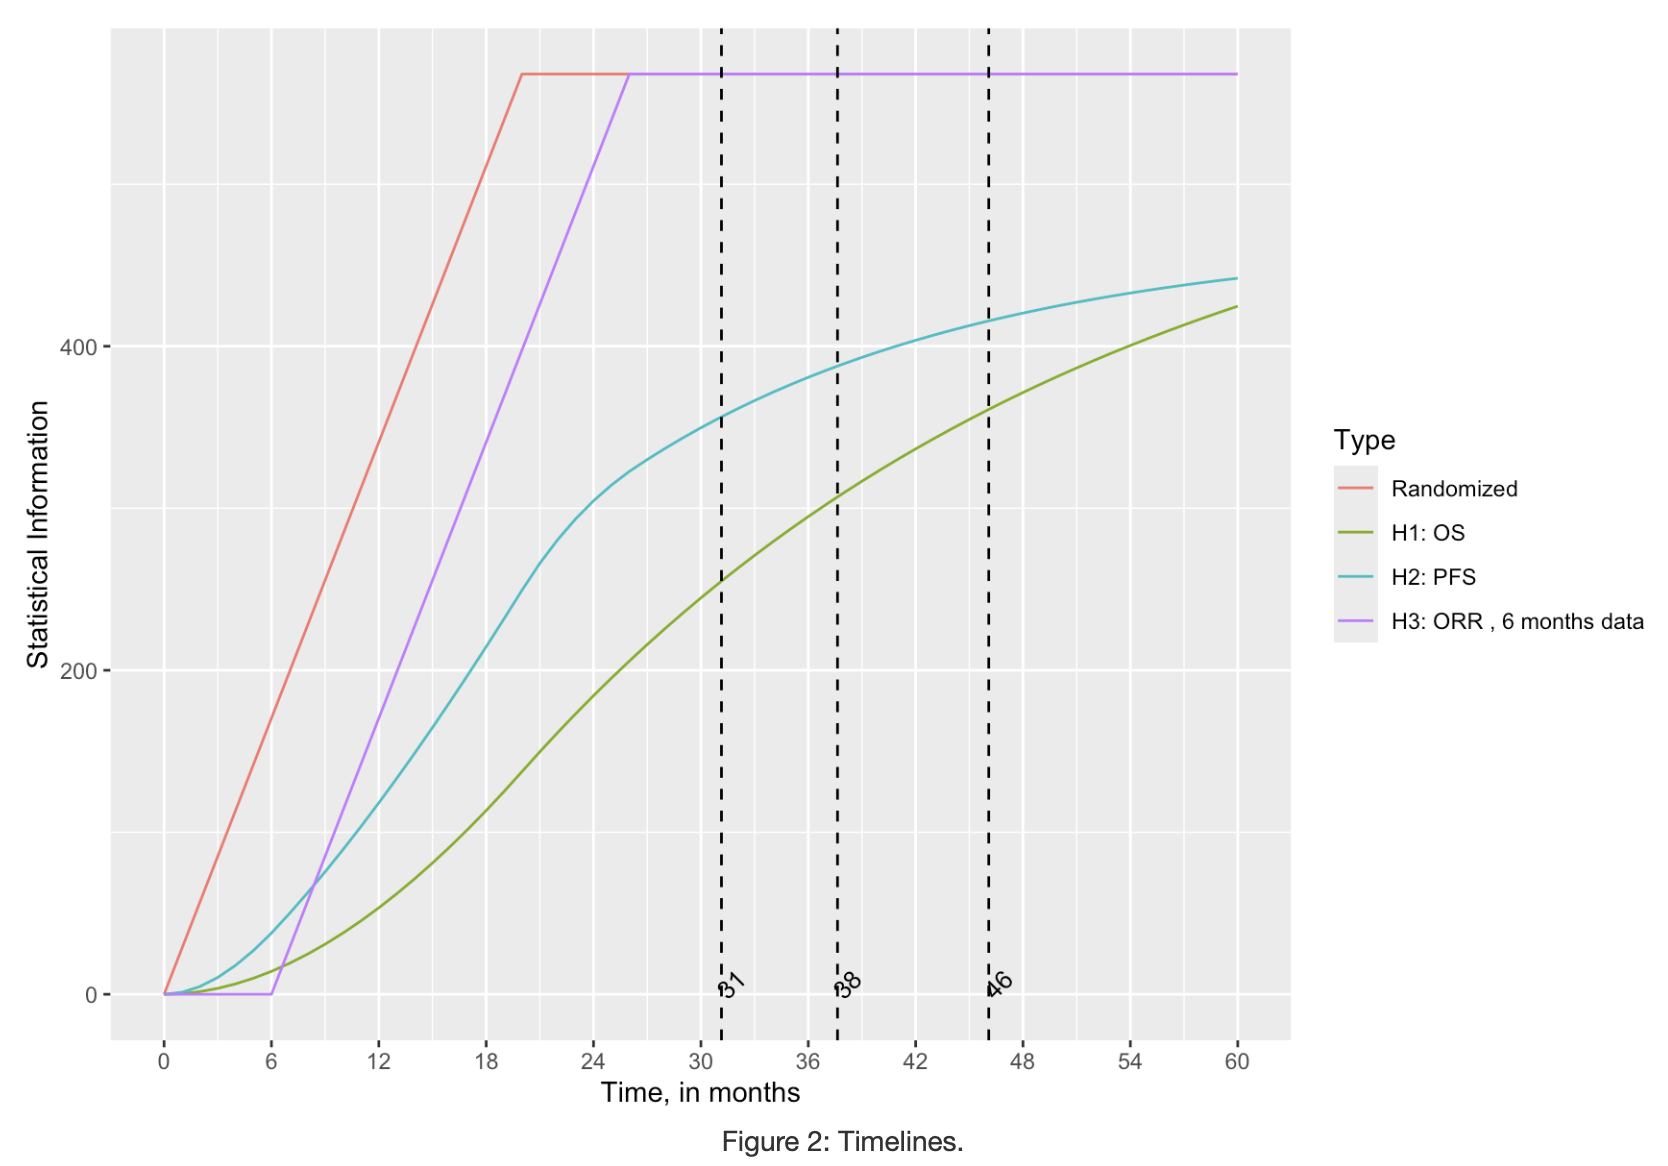 Statistical Information
400
200
0
31
38
46
0 6 12 18 24 30 36 42 48 54 60
Time, in months
Type
Randomized
H1: OS
H2: PFS
H3: ORR , 6 months data
Figure 2: Timelines.